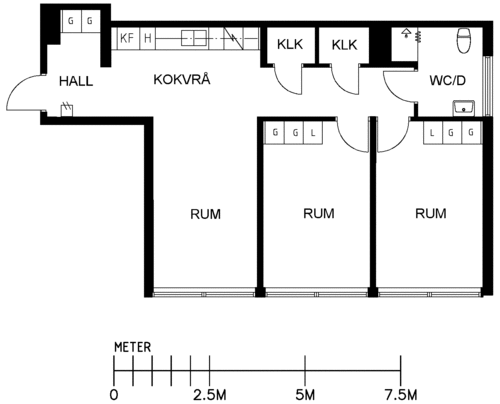 G G
KF H
KLK KLK
HALL KOKVRÅ WC/D
G G L L G G
RUM RUM RUM
METER
0 2.5M 5M 7.5M